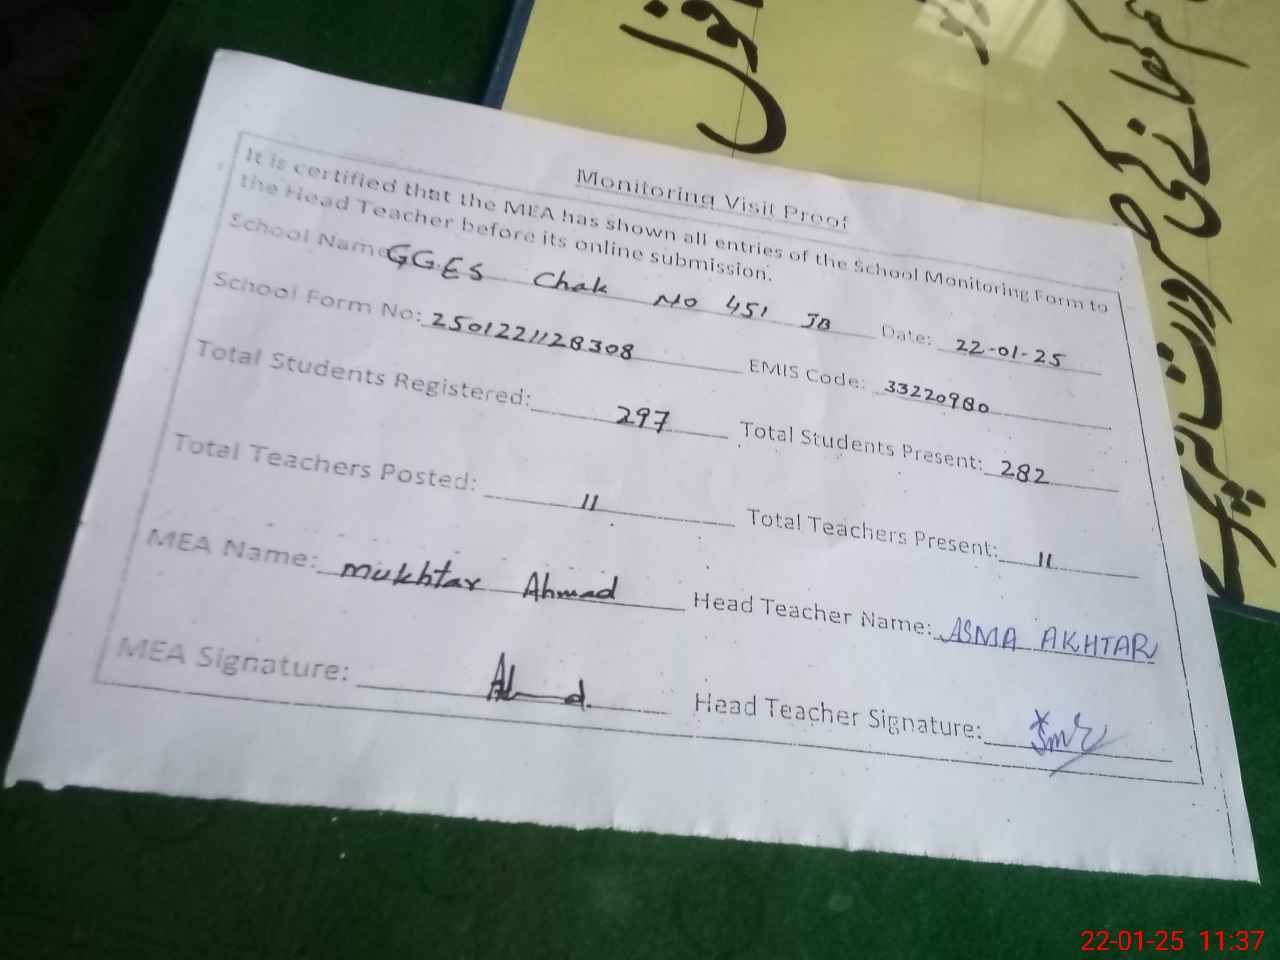 Monitoring Visit Proof
It is certified that the MEA has shown all entries of the School Monitoring Form to
the Head Teacher before its online submission.
School Name GGES Chak No 451 JB Date: 22-01-25
School Form No: 2501221128308 EMIS Code: 33220980
Total Students Registered: 297 Total Students Present: 282
Total Teachers Posted: 11 Total Teachers Present: 11
MEA Name: Mukhtar Ahmad Head Teacher Name: ASMA AKHTAR
MEA Signature: Ahmad Head Teacher Signature:
22-01-25 11:37